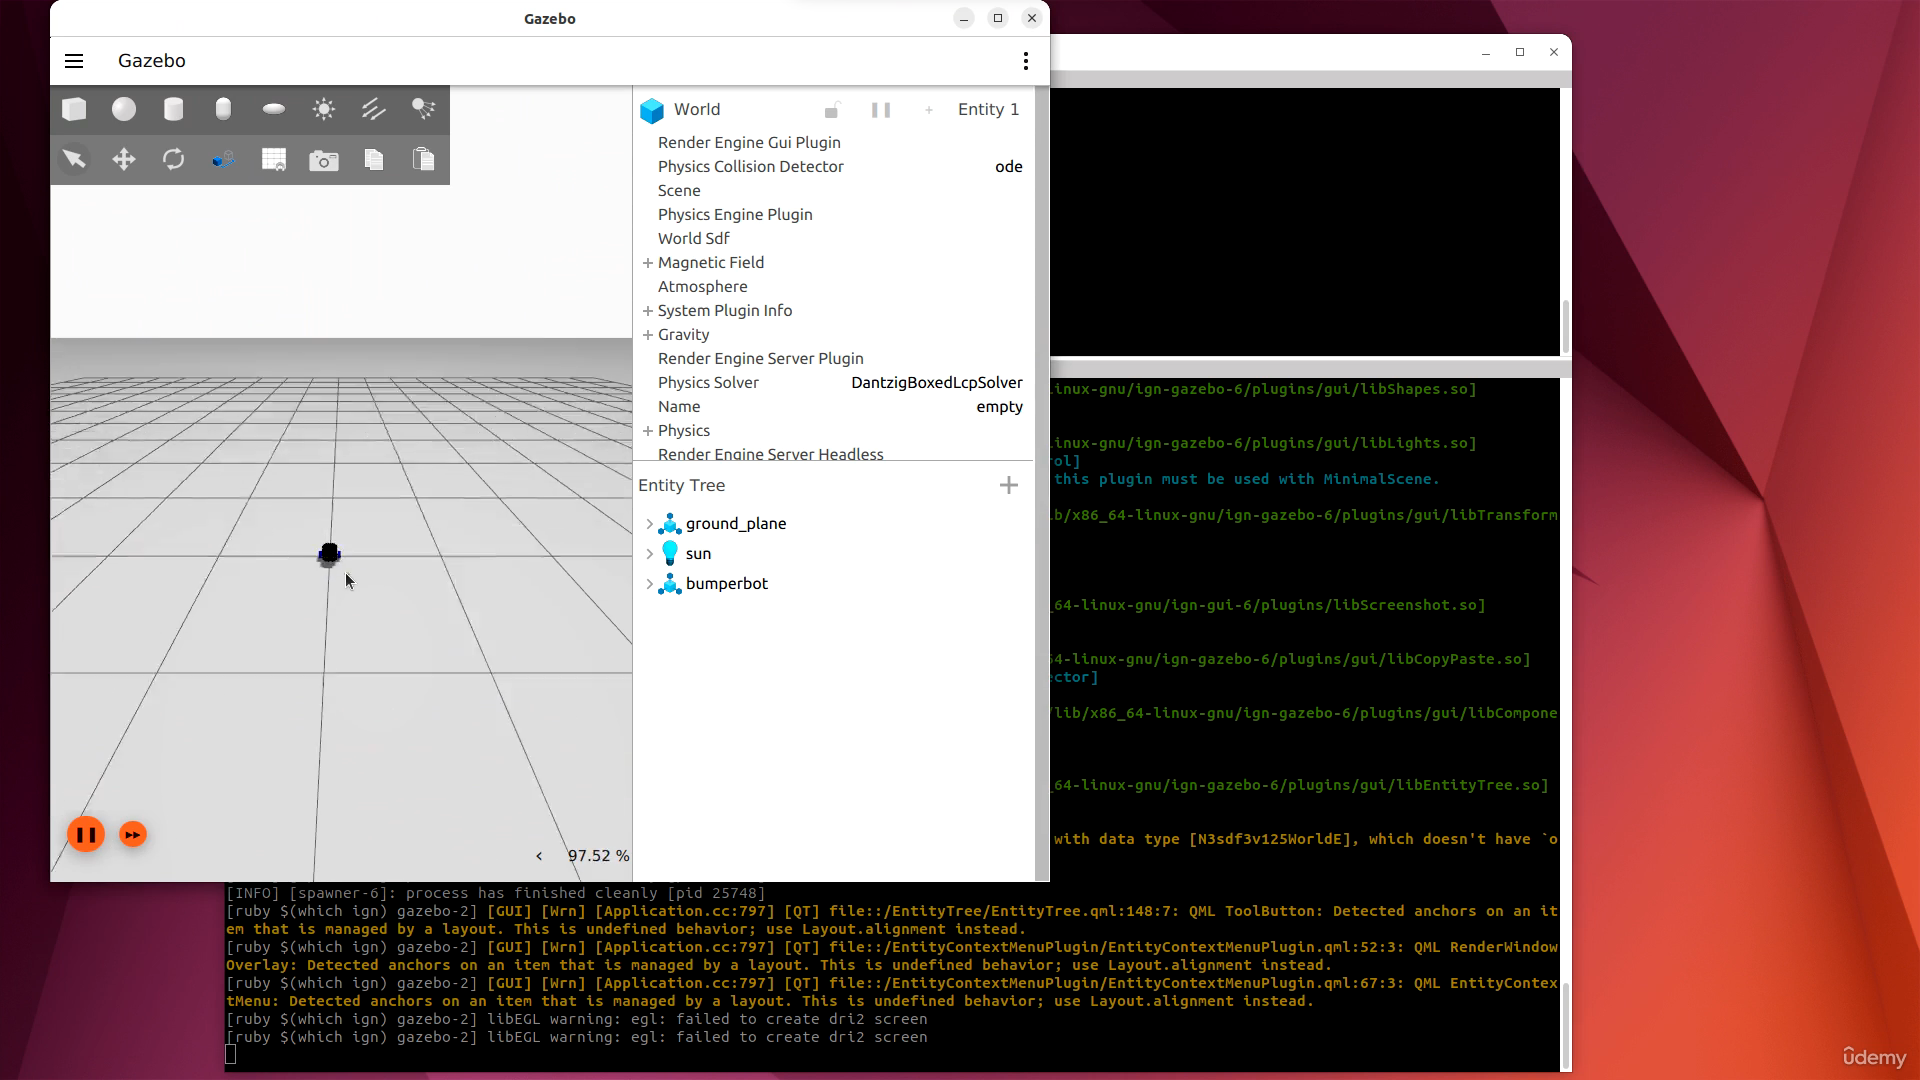 Gazebo
Gazebo
World
Entity 1
Render Engine Gui Plugin
Physics Collision Detector
ode
Scene
Physics Engine Plugin
World Sdf
Magnetic Field
Atmosphere
System Plugin Info
Gravity
Render Engine Server Plugin
Physics Solver
DantzigBoxedLcpSolver
Name
empty
Physics
Render Engine Server Headless
Entity Tree
ground_plane
sun
bumperbot
97.52 %
inux-gnu/ign-gazebo-6/plugins/gui/libShapes.so]
inux-gnu/ign-gazebo-6/plugins/gui/libLights.so]
rol]
this plugin must be used with MinimalScene.
b/x86_64-linux-gnu/ign-gazebo-6/plugins/gui/libTransform
_64-linux-gnu/ign-gui-6/plugins/libScreenshot.so]
4-linux-gnu/ign-gazebo-6/plugins/gui/libCopyPaste.so]
ector]
/lib/x86_64-linux-gnu/ign-gazebo-6/plugins/gui/libCompone
_64-linux-gnu/ign-gazebo-6/plugins/gui/libEntityTree.so]
with data type [N3sdf3v125WorldE], which doesn't have `o
[INFO] [spawner-6]: process has finished cleanly [pid 25748]
[ruby $(which ign) gazebo-2] [GUI] [Wrn] [Application.cc:797] [QT] file::/EntityTree/EntityTree.qml:148:7: QML ToolButton: Detected anchors on an it
em that is managed by a layout. This is undefined behavior; use Layout.alignment instead.
[ruby $(which ign) gazebo-2] [GUI] [Wrn] [Application.cc:797] [QT] file::/EntityContextMenuPlugin/EntityContextMenuPlugin.qml:52:3: QML RenderWindow
Overlay: Detected anchors on an item that is managed by a layout. This is undefined behavior; use Layout.alignment instead.
[ruby $(which ign) gazebo-2] [GUI] [Wrn] [Application.cc:797] [QT] file::/EntityContextMenuPlugin/EntityContextMenuPlugin.qml:67:3: QML EntityContex
tMenu: Detected anchors on an item that is managed by a layout. This is undefined behavior; use Layout.alignment instead.
[ruby $(which ign) gazebo-2] libEGL warning: egl: failed to create dri2 screen
[ruby $(which ign) gazebo-2] libEGL warning: egl: failed to create dri2 screen
ûdemy